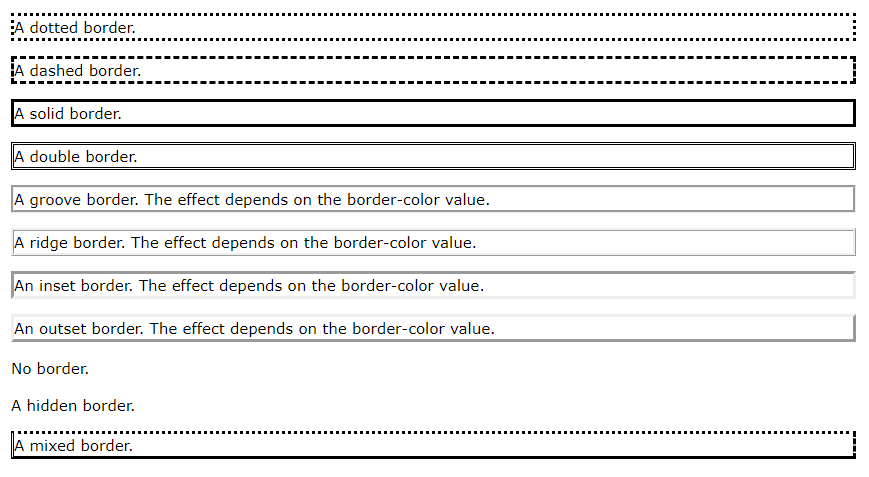 A dotted border.
A dashed border.
A solid border.
A double border.
A groove border. The effect depends on the border-color value.
A ridge border. The effect depends on the border-color value.
An inset border. The effect depends on the border-color value.
An outset border. The effect depends on the border-color value.
No border.
A hidden border.
A mixed border.